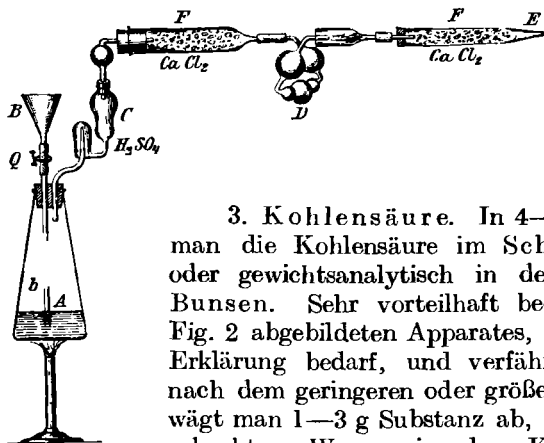 F
F
E
Ca Cl2
Ca Cl2
D
B
C
Q
H2SO4
b
A
3. Kohlensäure. In 4—
man die Kohlensäure im Sch
oder gewichtsanalytisch in de
Bunsen. Sehr vorteilhaft be
Fig. 2 abgebildeten Apparates,
Erklärung bedarf, und verfäh
nach dem geringeren oder größe
wägt man 1—3 g Substanz ab,